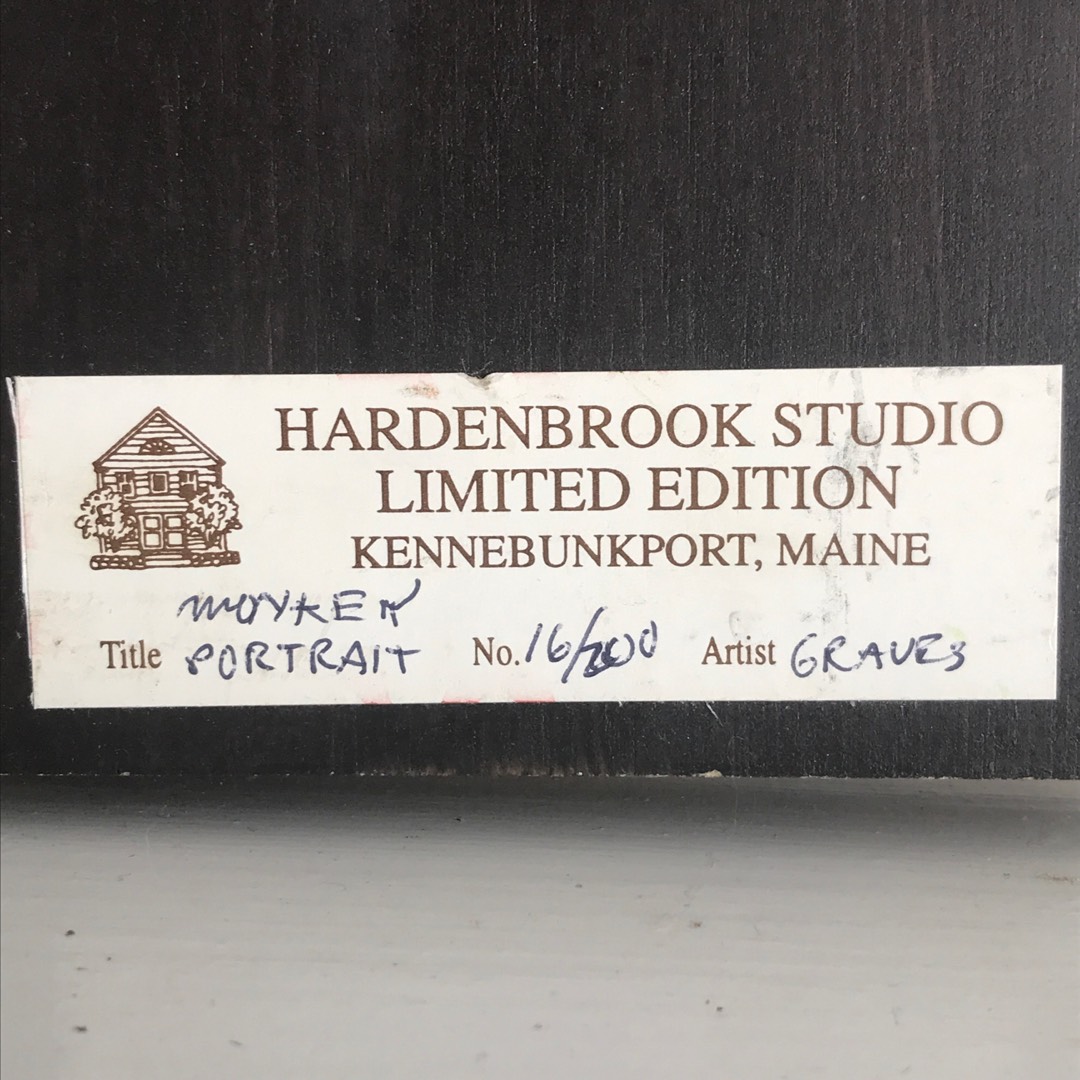 HARDENBROOK STUDIO
LIMITED EDITION
KENNEBUNKPORT, MAINE
Title PORTRAIT No. 16/200 Artist GRAVES